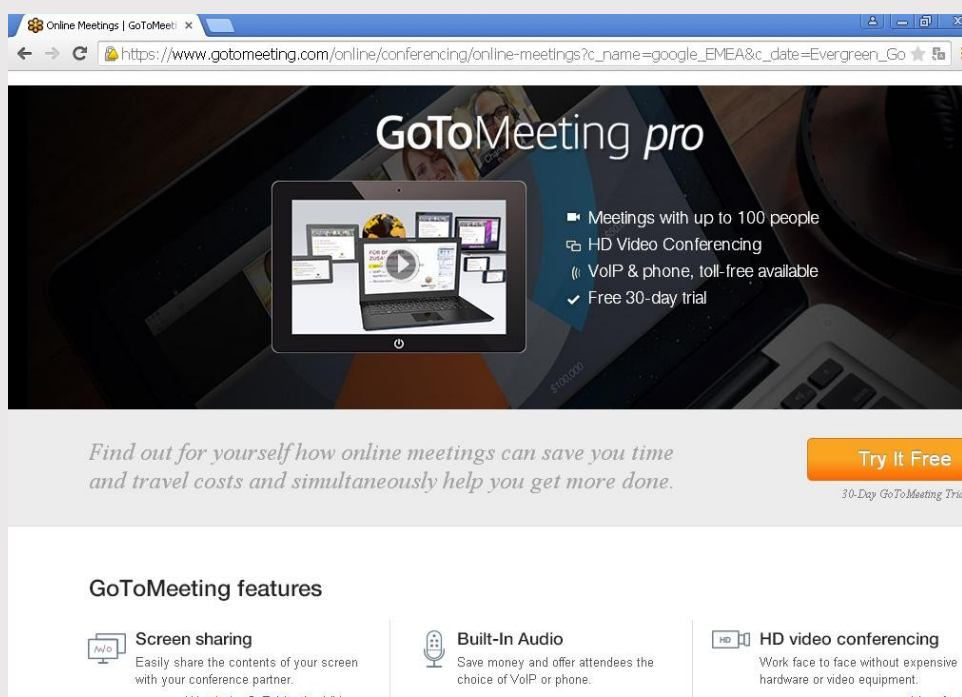 Online Meetings | GoToMeeti
https://www.gotomeeting.com/online/conferencing/online-meetings?c_name=google_EMEA&c_date=Evergreen_Go
GoToMeeting pro
Meetings with up to 100 people
HD Video Conferencing
VoIP & phone, toll-free available
Free 30-day trial
$100,000
Find out for yourself how online meetings can save you time
and travel costs and simultaneously help you get more done.
Try It Free
30-Day GoToMeeting Tria
GoToMeeting features
Screen sharing
Easily share the contents of your screen
with your conference partner.
Built-In Audio
Save money and offer attendees the
choice of VoIP or phone.
HD
HD video conferencing
Work face to face without expensive
hardware or video equipment.